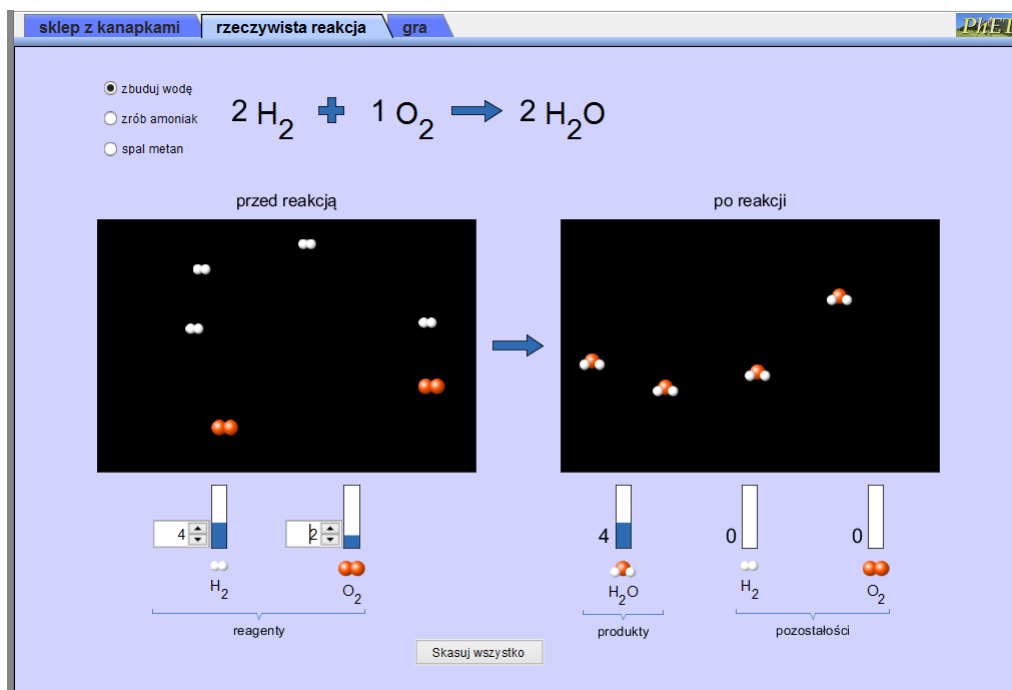 sklep z kanapkami rzeczywista reakcja gra PhET
zbuduj wodę
zrób amoniak
spal metan
2 H2 + 1 O2 → 2 H2O
przed reakcją po reakcji
4 2 4 0 0
H2 O2 H2O H2 O2
reagenty produkty pozostałości
Skasuj wszystko